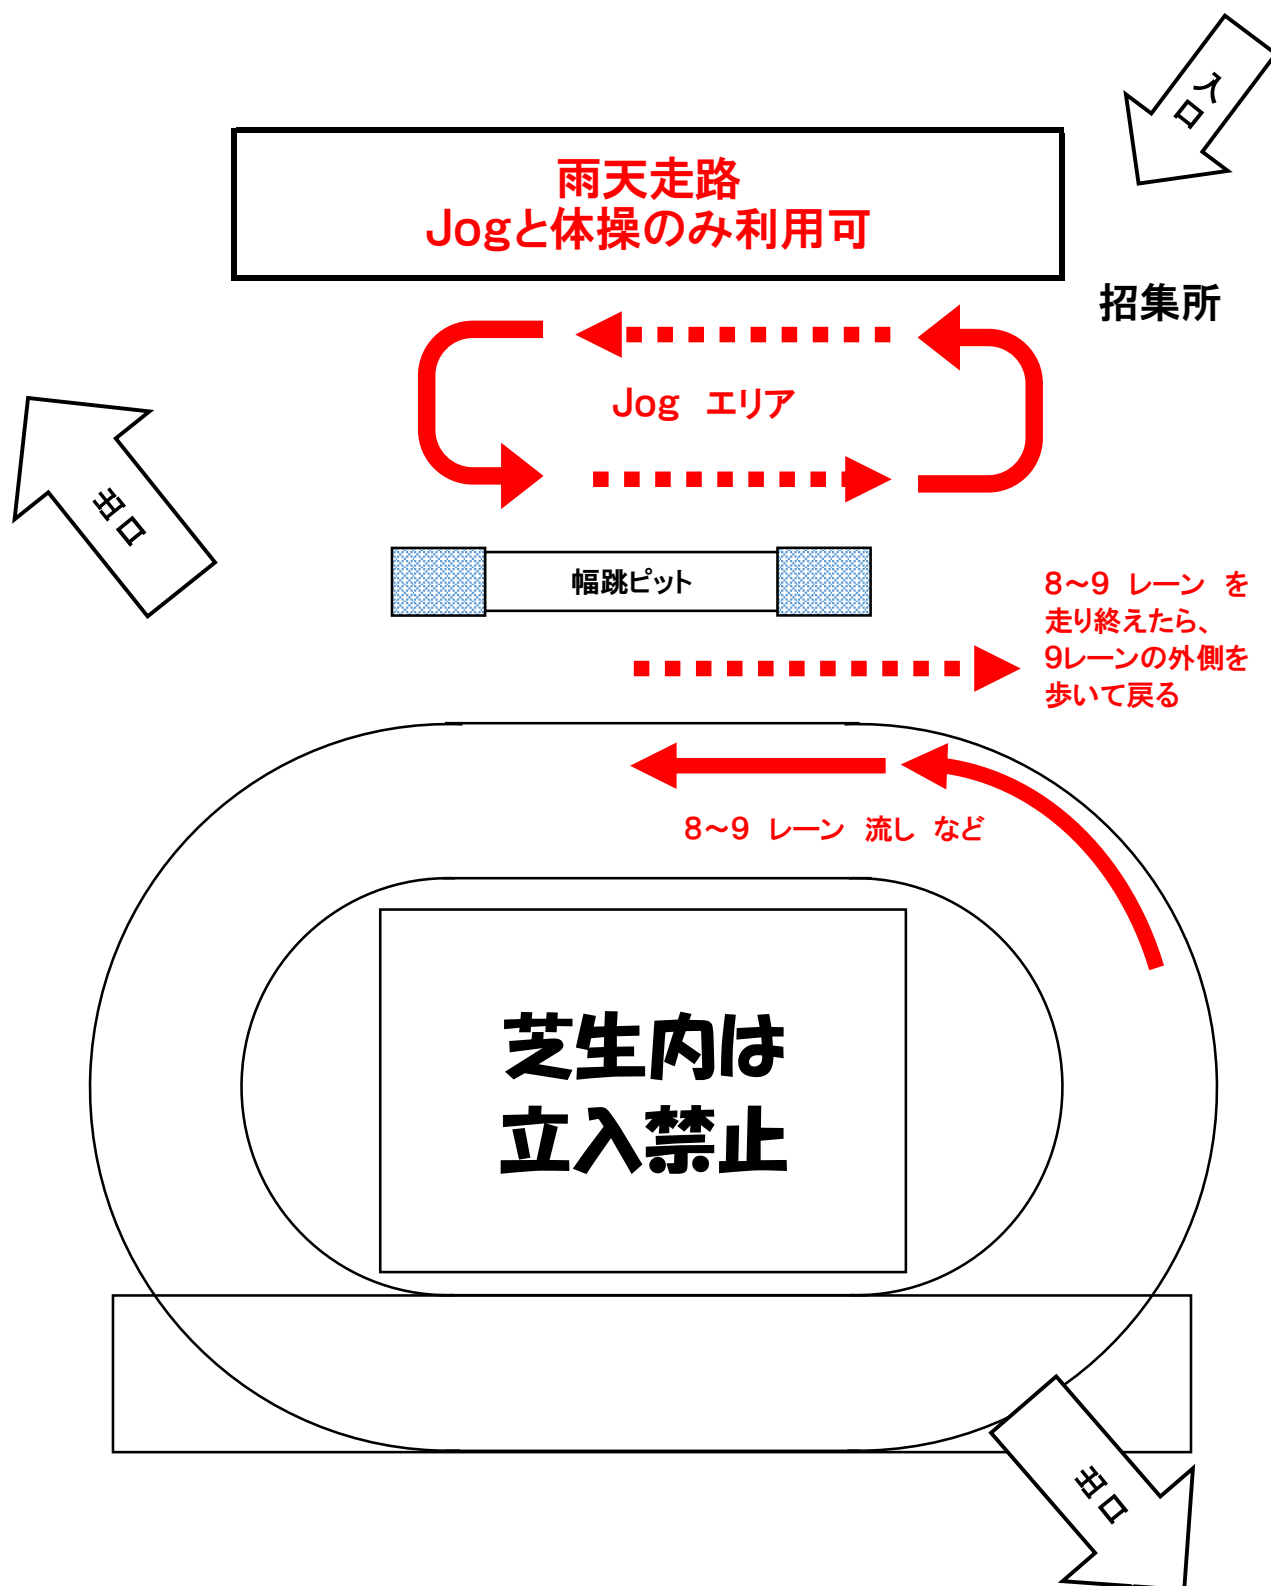 入口
雨天走路
Jogと体操のみ利用可
招集所
Jog エリア
出口
幅跳ピット
8～9 レーン を
走り終えたら、
9レーンの外側を
歩いて戻る
8～9 レーン 流し など
芝生内は
立入禁止
出口